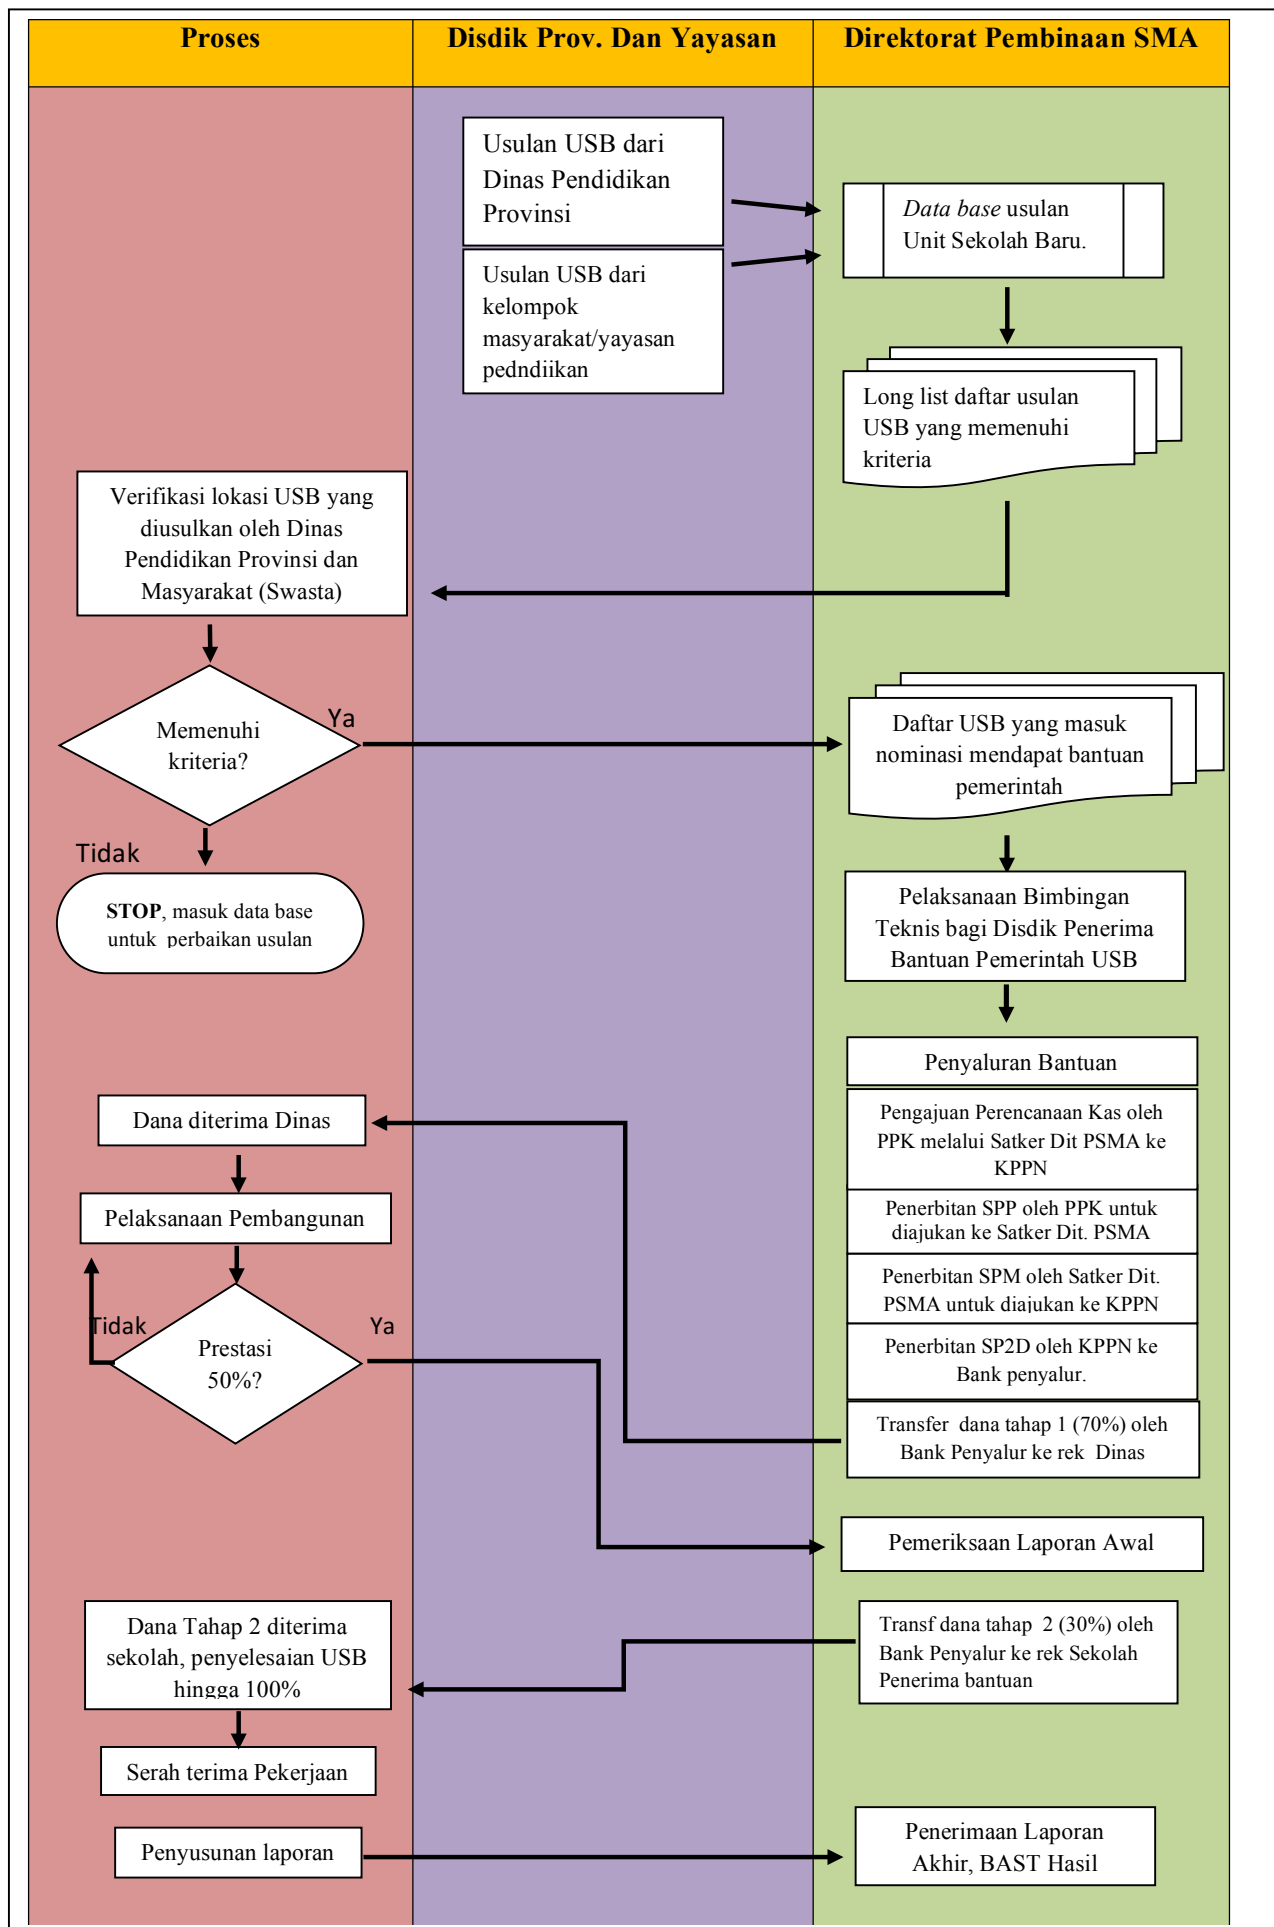 Proses
Disdik Prov. Dan Yayasan
Direktorat Pembinaan SMA
Usulan USB dari
Dinas Pendidikan
Provinsi
Data base usulan
Unit Sekolah Baru.
Usulan USB dari
kelompok
masyarakat/yayasan
pedndiikan
Long list daftar usulan
USB yang memenuhi
kriteria
Verifikasi lokasi USB yang
diusulkan oleh Dinas
Pendidikan Provinsi dan
Masyarakat (Swasta)
Memenuhi
kriteria?
Ya
Daftar USB yang masuk
nominasi mendapat bantuan
pemerintah
Tidak
STOP, masuk data base
untuk perbaikan usulan
Pelaksanaan Bimbingan
Teknis bagi Disdik Penerima
Bantuan Pemerintah USB
Penyaluran Bantuan
Pengajuan Perencanaan Kas oleh
PPK melalui Satker Dit PSMA ke
KPPN
Dana diterima Dinas
Pelaksanaan Pembangunan
Penerbitan SPP oleh PPK untuk
diajukan ke Satker Dit. PSMA
Penerbitan SPM oleh Satker Dit.
PSMA untuk diajukan ke KPPN
Tidak
Prestasi
50%?
Ya
Penerbitan SP2D oleh KPPN ke
Bank penyalur.
Transfer dana tahap 1 (70%) oleh
Bank Penyalur ke rek Dinas
Pemeriksaan Laporan Awal
Dana Tahap 2 diterima
sekolah, penyelesaian USB
hingga 100%
Transf dana tahap 2 (30%) oleh
Bank Penyalur ke rek Sekolah
Penerima bantuan
Serah terima Pekerjaan
Penyusunan laporan
Penerimaan Laporan
Akhir, BAST Hasil